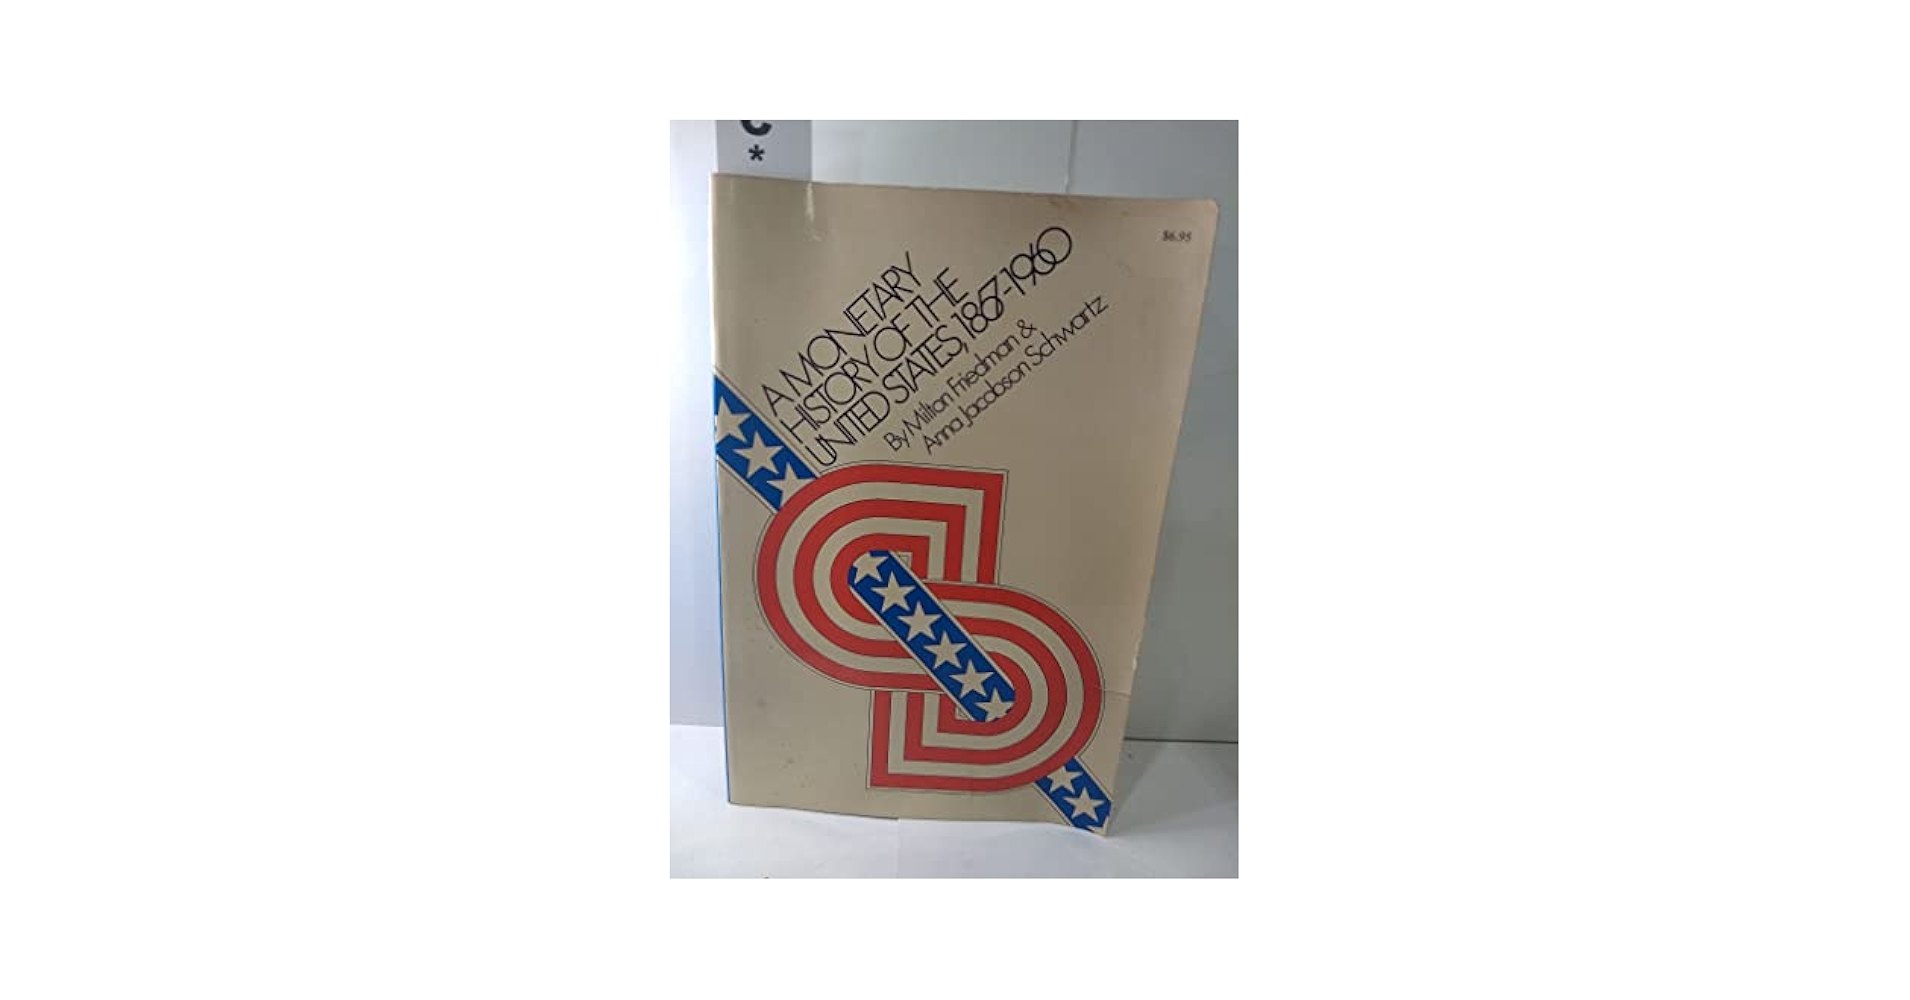 C
*
$6.95
A MONETARY
HISTORY OF THE
UNITED STATES, 1867-1960
By Milton Friedman &
Anna Jacobson Schwartz